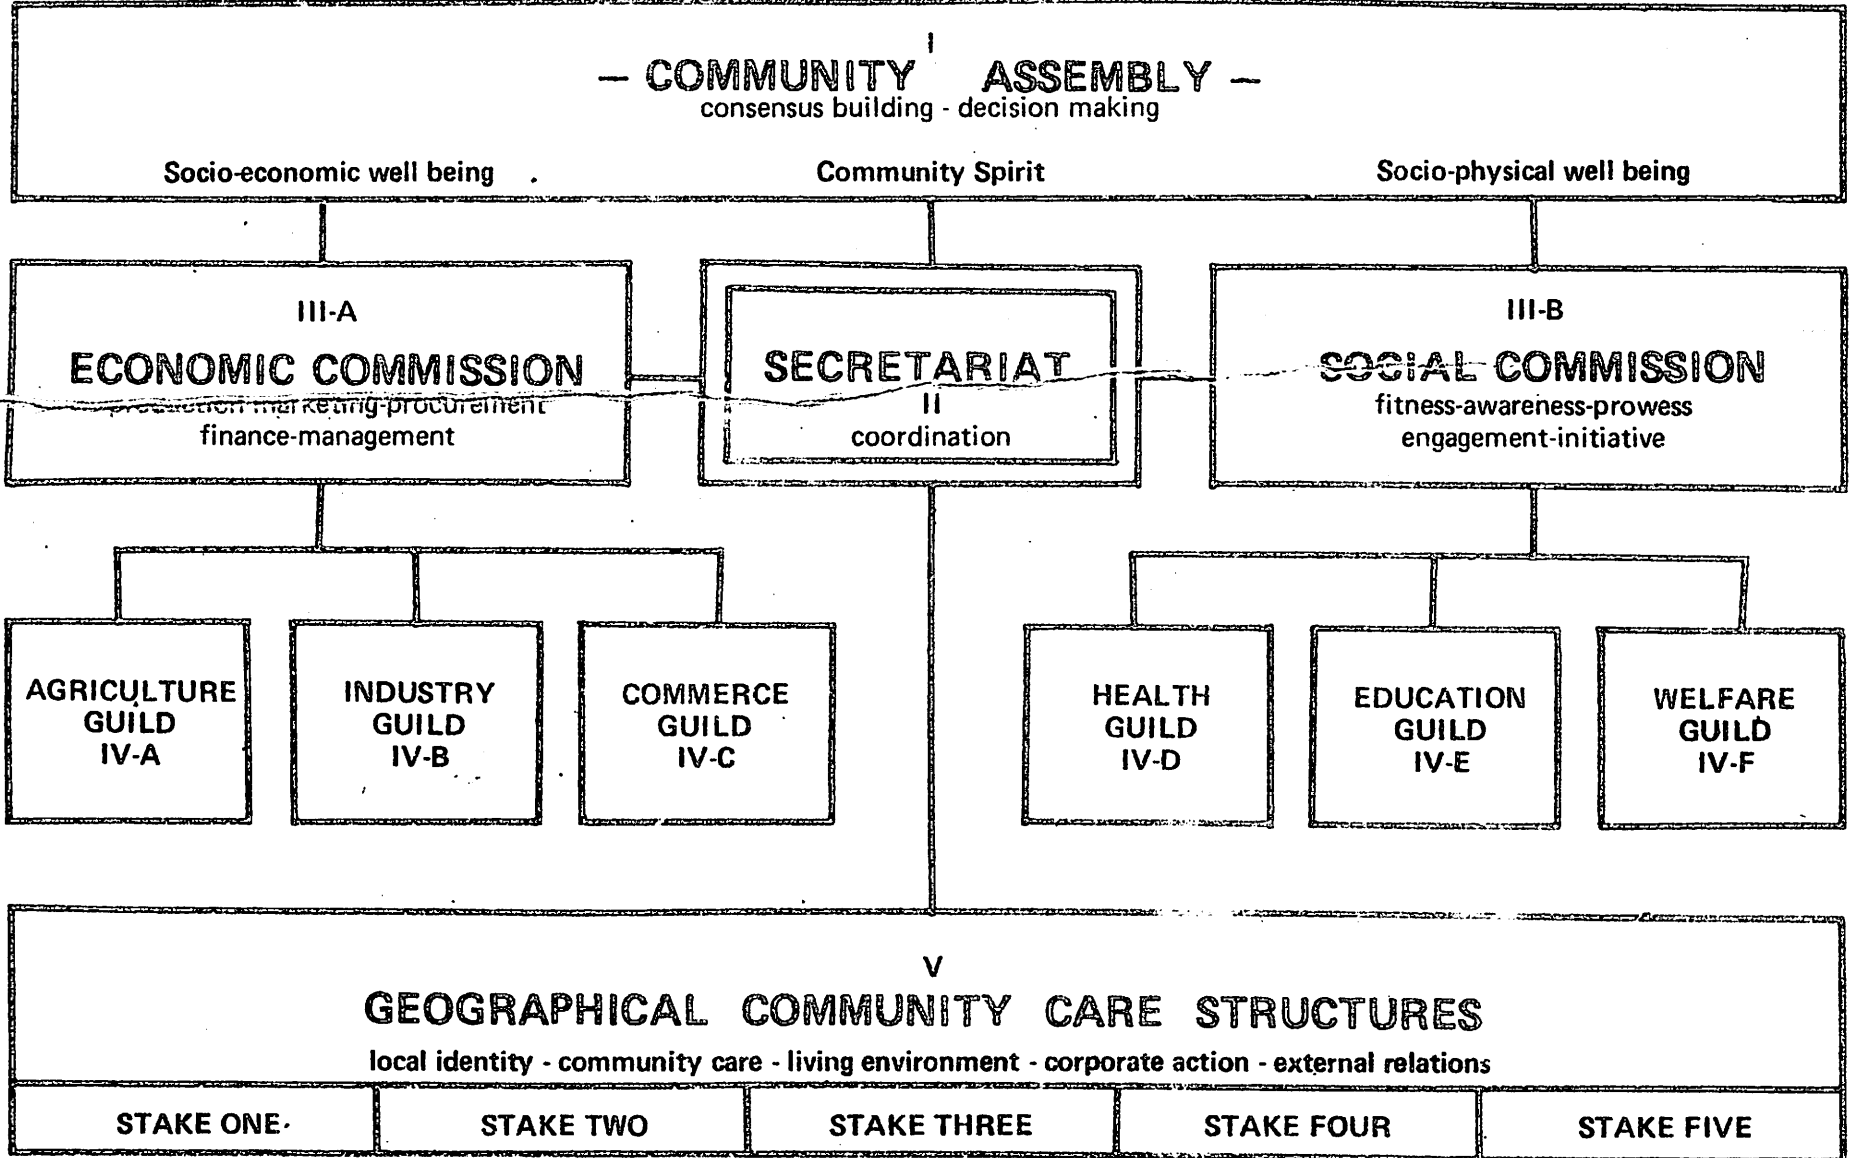 I
— COMMUNITY ASSEMBLY —
consensus building - decision making
Socio-economic well being
Community Spirit
Socio-physical well being
III-A
ECONOMIC COMMISSION
production-marketing-procurement
finance-management
SECRETARIAT
II
coordination
III-B
SOCIAL COMMISSION
fitness-awareness-prowess
engagement-initiative
AGRICULTURE
GUILD
IV-A
INDUSTRY
GUILD
IV-B
COMMERCE
GUILD
IV-C
HEALTH
GUILD
IV-D
EDUCATION
GUILD
IV-E
WELFARE
GUILD
IV-F
V
GEOGRAPHICAL COMMUNITY CARE STRUCTURES
local identity - community care - living environment - corporate action - external relations
STAKE ONE
STAKE TWO
STAKE THREE
STAKE FOUR
STAKE FIVE